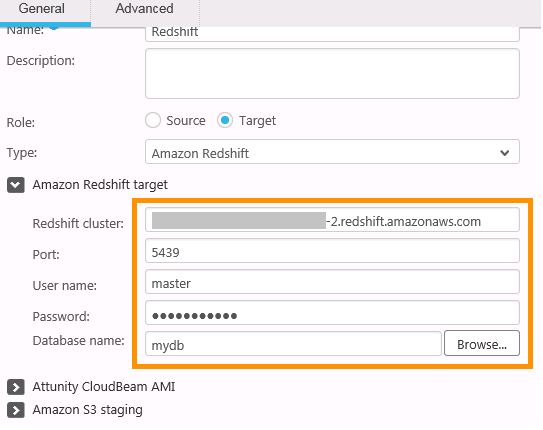 General Advanced
Name: Redshift
Description:
Role: Source Target
Type: Amazon Redshift
Amazon Redshift target
Redshift cluster: -2.redshift.amazonaws.com
Port: 5439
User name: master
Password: ●●●●●●●●●●●
Database name: mydb Browse...
Attunity CloudBeam AMI
Amazon S3 staging